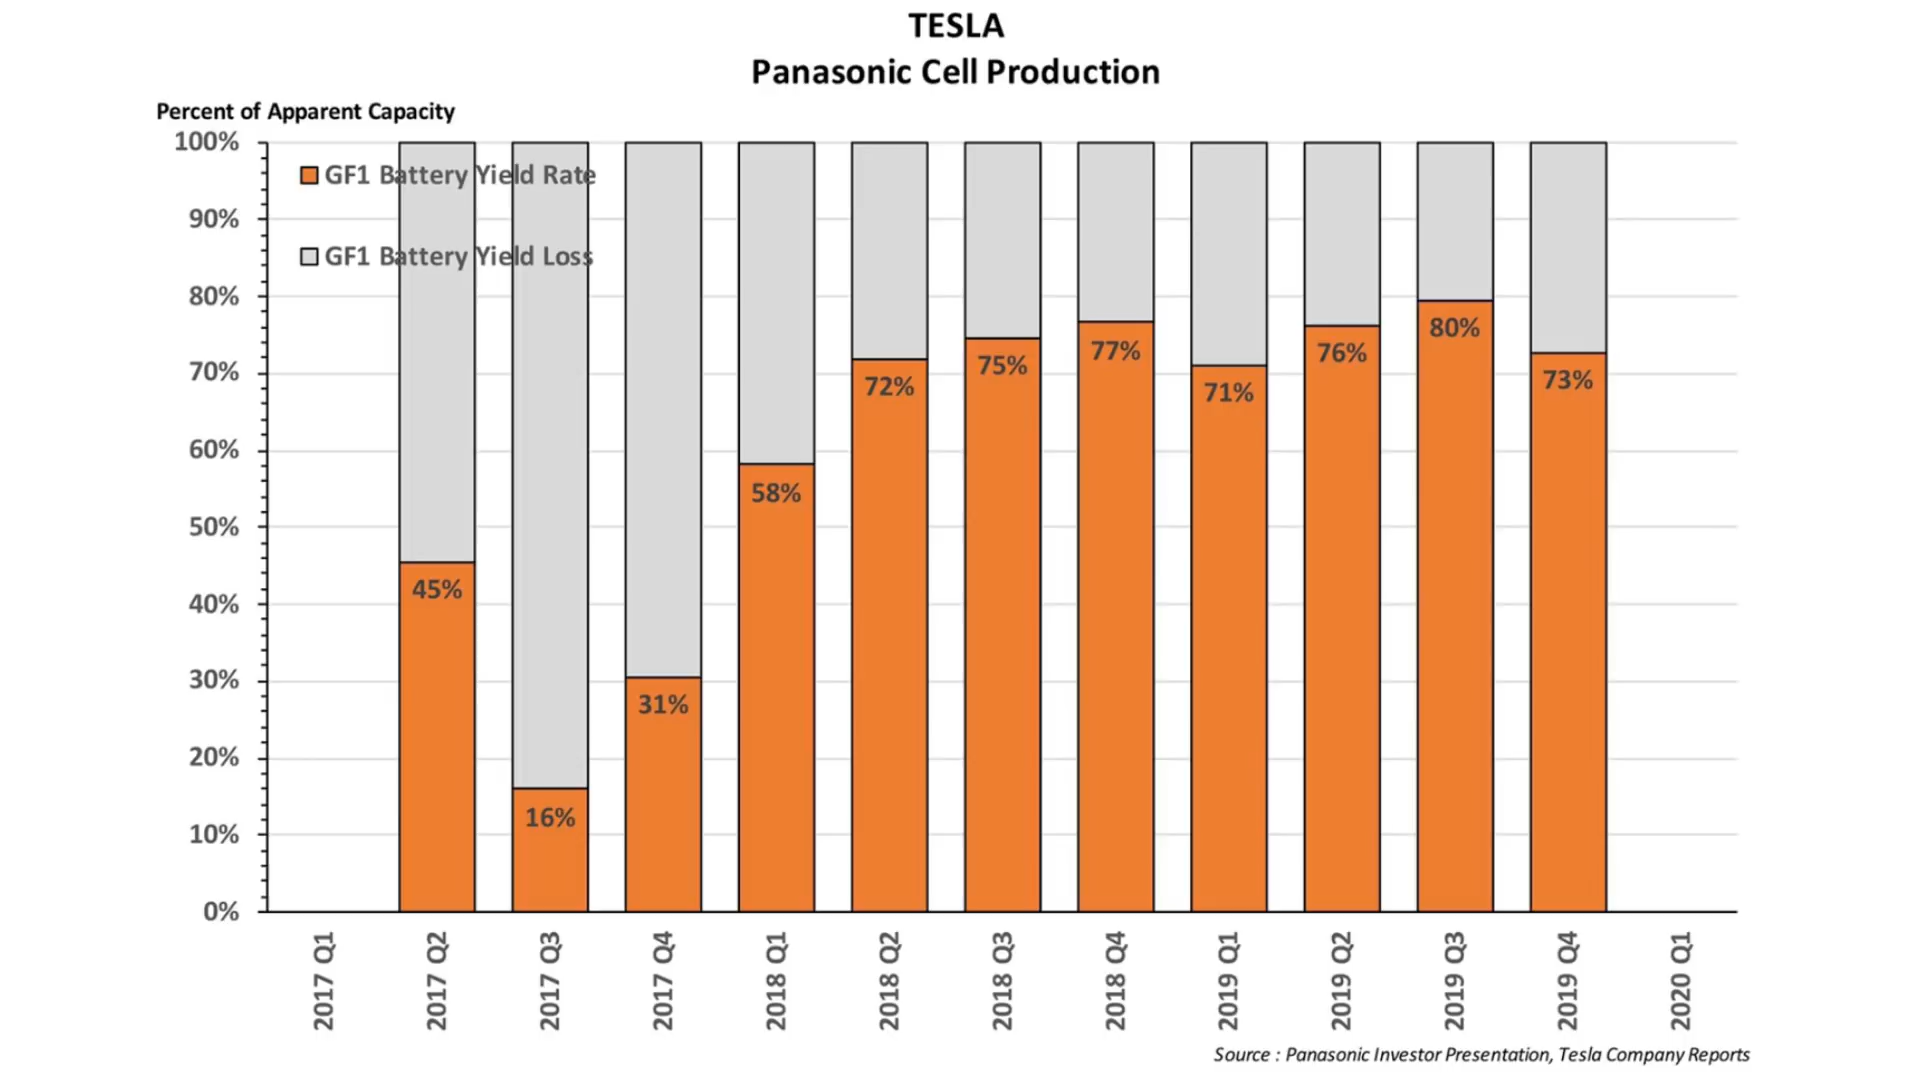 TESLA
Panasonic Cell Production
Percent of Apparent Capacity
100%
90%
80%
70%
60%
50%
40%
30%
20%
10%
0%
GF1 Battery Yield Rate
GF1 Battery Yield Loss
45%
16%
31%
58%
72%
75%
77%
71%
76%
80%
73%
2017 Q1
2017 Q2
2017 Q3
2017 Q4
2018 Q1
2018 Q2
2018 Q3
2018 Q4
2019 Q1
2019 Q2
2019 Q3
2019 Q4
2020 Q1
Source : Panasonic Investor Presentation, Tesla Company Reports